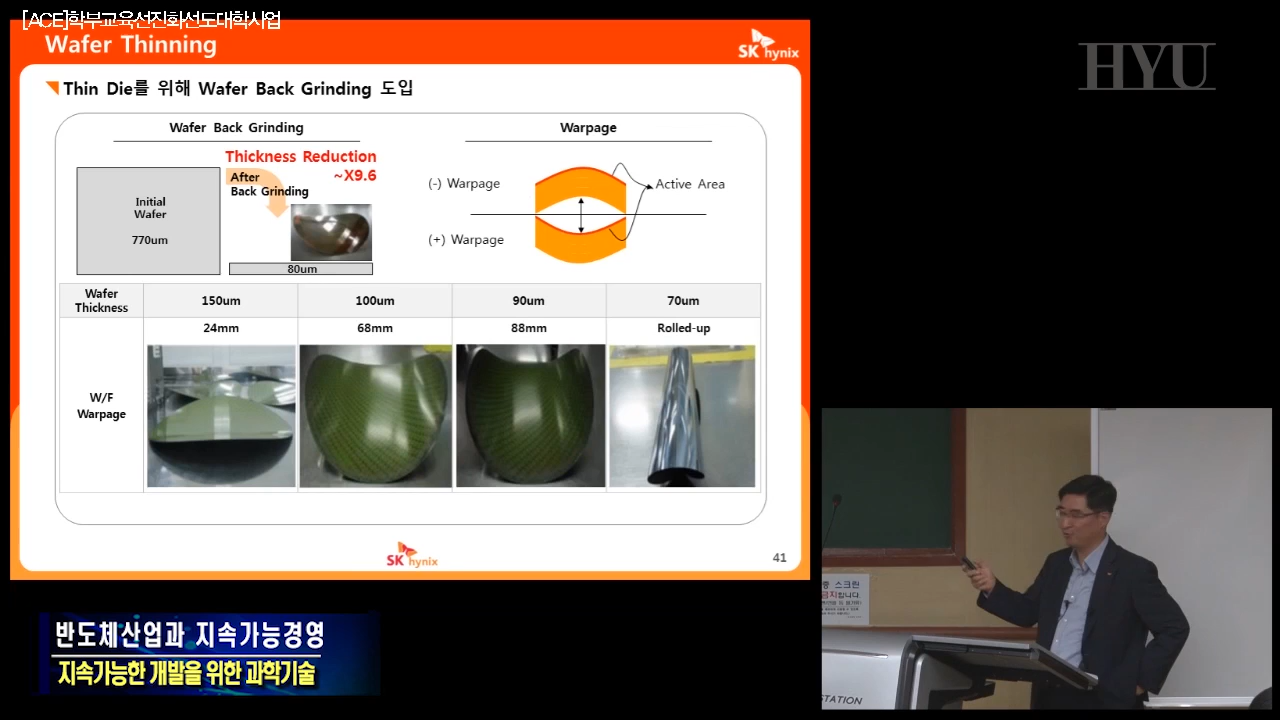 [ACE]학부교육선진화선도대학사업
Wafer Thinning
SK hynix
HYU
Thin Die를 위해 Wafer Back Grinding 도입
Wafer Back Grinding
Warpage
Thickness Reduction
~X9.6
After
Back Grinding
Initial
Wafer
770um
80um
(-) Warpage
Active Area
(+) Warpage
Wafer Thickness
150um
100um
90um
70um
24mm
68mm
88mm
Rolled-up
W/F
Warpage
SK hynix
41
반도체산업과 지속가능경영
지속가능한 개발을 위한 과학기술
스크린
STATION